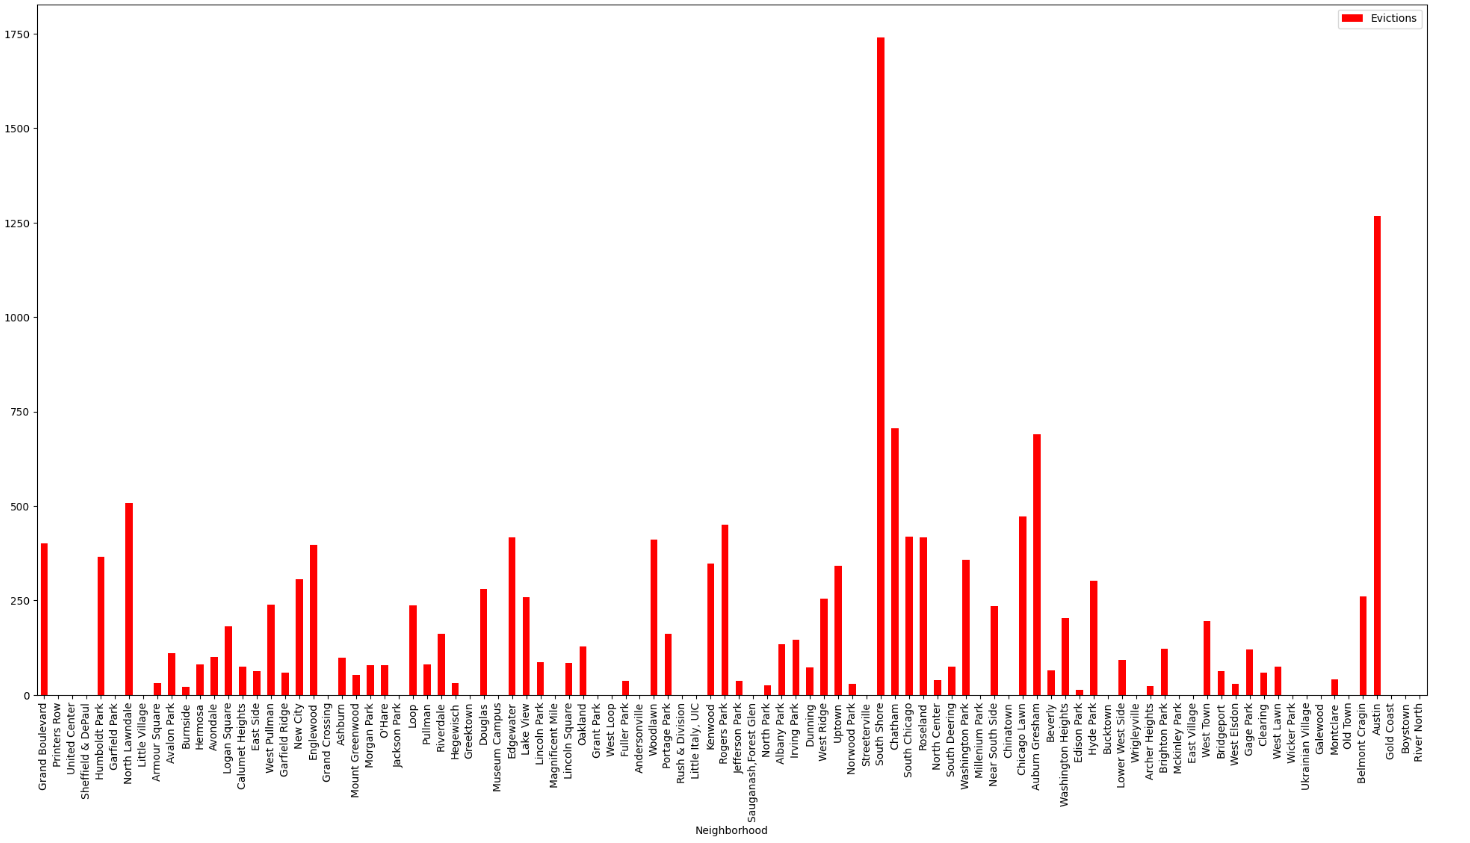 Evictions
1750
1500
1250
1000
750
500
250
0
Grand Boulevard
Printers Row
United Center
Sheffield & DePaul
Humboldt Park
Garfield Park
North Lawndale
Little Village
Armour Square
Avalon Park
Burnside
Hermosa
Avondale
Logan Square
Calumet Heights
East Side
West Pullman
Garfield Ridge
New City
Englewood
Grand Crossing
Ashburn
Mount Greenwood
Morgan Park
O'Hare
Jackson Park
Loop
Pullman
Riverdale
Hegewisch
Greektown
Douglas
Museum Campus
Edgewater
Lake View
Lincoln Park
Magnificent Mile
Lincoln Square
Oakland
Grant Park
West Loop
Fuller Park
Andersonville
Woodlawn
Portage Park
Rush & Division
Little Italy, UIC
Kenwood
Rogers Park
Jefferson Park
Sauganash,Forest Glen
North Park
Albany Park
Irving Park
Dunning
West Ridge
Uptown
Norwood Park
Streeterville
South Shore
Chatham
South Chicago
Roseland
North Center
South Deering
Washington Park
Millenium Park
Near South Side
Chinatown
Chicago Lawn
Auburn Gresham
Beverly
Washington Heights
Edison Park
Hyde Park
Bucktown
Lower West Side
Wrigleyville
Archer Heights
Brighton Park
Mckinley Park
East Village
West Town
Bridgeport
West Elsdon
Gage Park
Clearing
West Lawn
Wicker Park
Ukrainian Village
Galewood
Montclare
Old Town
Belmont Cragin
Austin
Gold Coast
Boystown
River North
Neighborhood